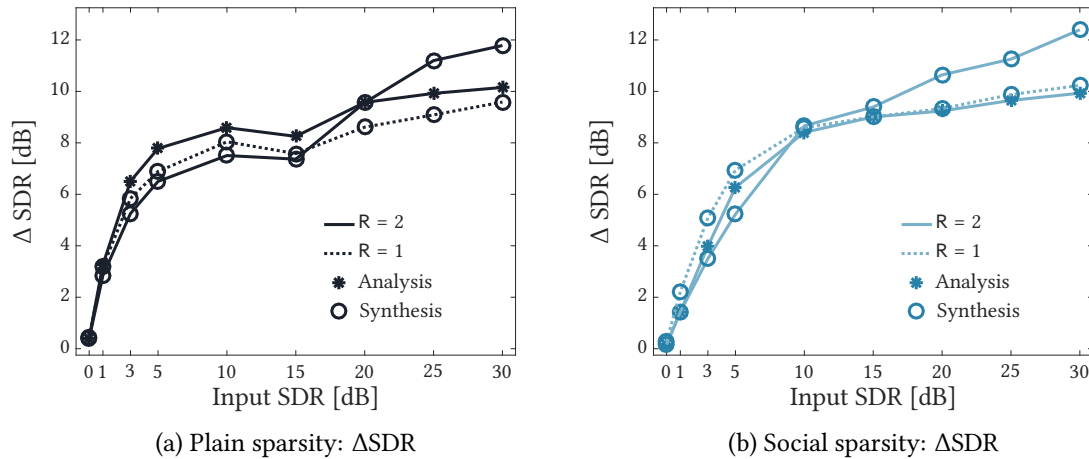 12
10
8
6
4
2
0
Δ SDR [dB]
R = 2
R = 1
Analysis
Synthesis
0 1 3 5 10 15 20 25 30
Input SDR [dB]
(a) Plain sparsity: ΔSDR
12
10
8
6
4
2
0
Δ SDR [dB]
R = 2
R = 1
Analysis
Synthesis
0 1 3 5 10 15 20 25 30
Input SDR [dB]
(b) Social sparsity: ΔSDR